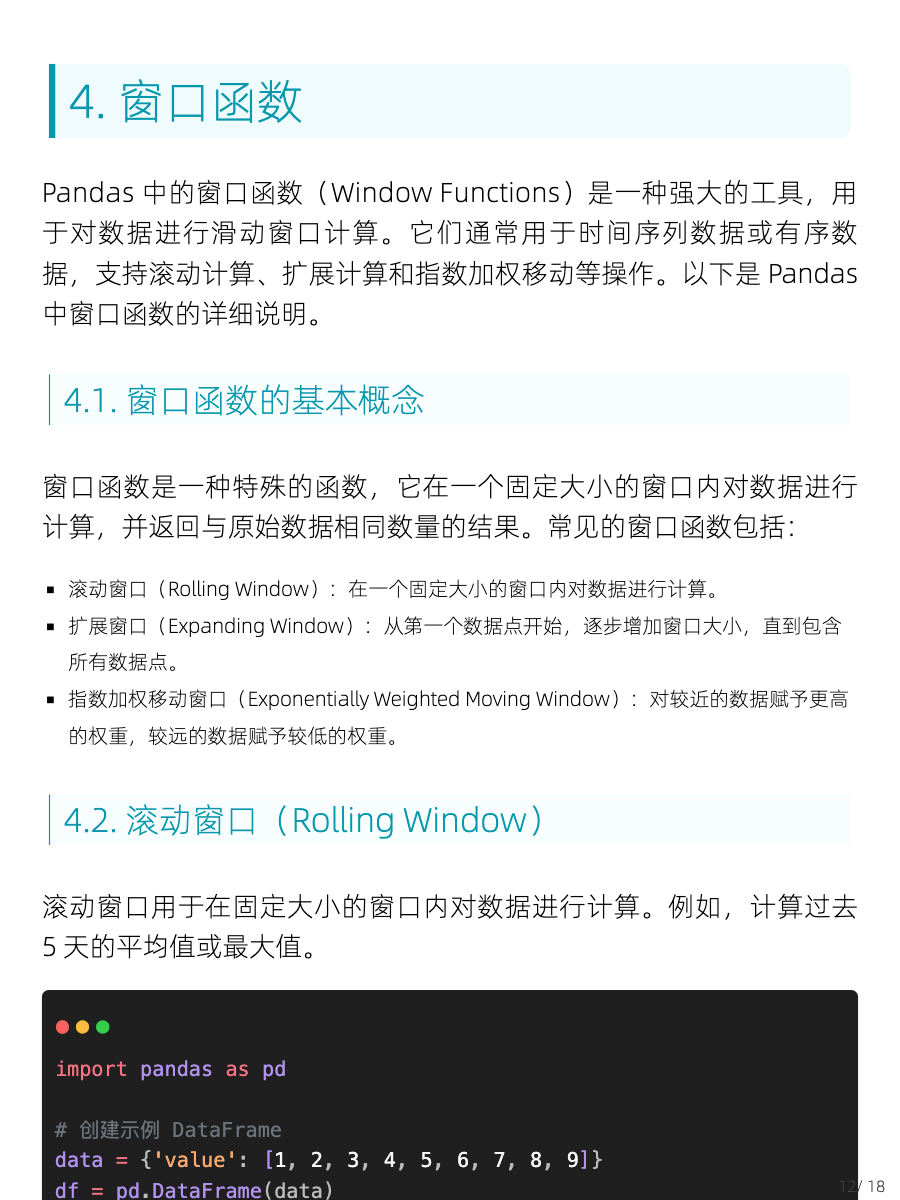 4. 窗口函数
Pandas 中的窗口函数（Window Functions）是一种强大的工具，用
于对数据进行滑动窗口计算。它们通常用于时间序列数据或有序数
据，支持滚动计算、扩展计算和指数加权移动等操作。以下是 Pandas
中窗口函数的详细说明。
4.1. 窗口函数的基本概念
窗口函数是一种特殊的函数，它在一个固定大小的窗口内对数据进行
计算，并返回与原始数据相同数量的结果。常见的窗口函数包括：
▪ 滚动窗口（Rolling Window）：在一个固定大小的窗口内对数据进行计算。
▪ 扩展窗口（Expanding Window）：从第一个数据点开始，逐步增加窗口大小，直到包含
所有数据点。
▪ 指数加权移动窗口（Exponentially Weighted Moving Window）：对较近的数据赋予更高
的权重，较远的数据赋予较低的权重。
4.2. 滚动窗口（Rolling Window）
滚动窗口用于在固定大小的窗口内对数据进行计算。例如，计算过去
5 天的平均值或最大值。
import pandas as pd
# 创建示例 DataFrame
data = {'value': [1, 2, 3, 4, 5, 6, 7, 8, 9]}
df = pd.DataFrame(data)
12/ 18